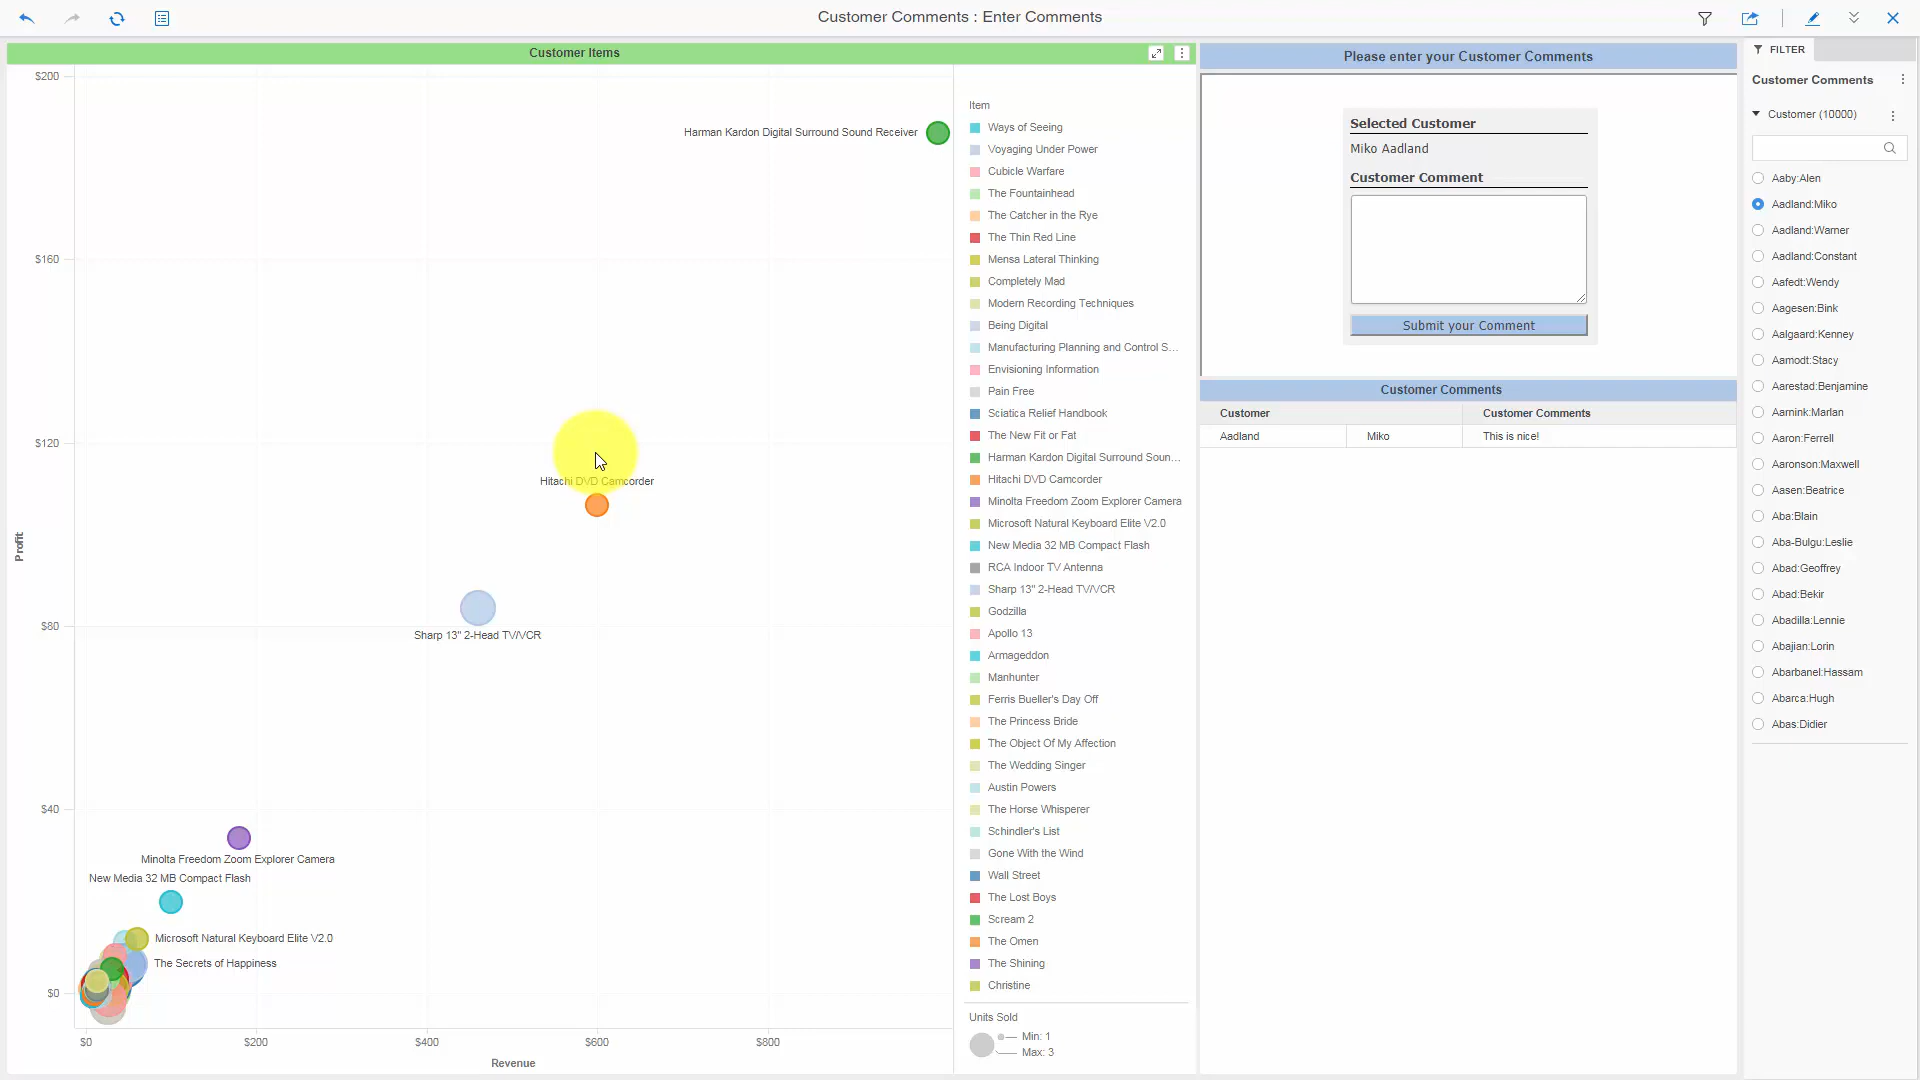 Customer Comments : Enter Comments
Customer Items
$200
$160
$120
$80
$40
$0
Profit
Harman Kardon Digital Surround Sound Receiver
Hitachi DVD Camcorder
Sharp 13" 2-Head TV/VCR
Minolta Freedom Zoom Explorer Camera
New Media 32 MB Compact Flash
Microsoft Natural Keyboard Elite V2.0
The Secrets of Happiness
$0
$200
$400
$600
$800
Revenue
Item
Ways of Seeing
Voyaging Under Power
Cubicle Warfare
The Fountainhead
The Catcher in the Rye
The Thin Red Line
Mensa Lateral Thinking
Completely Mad
Modern Recording Techniques
Being Digital
Manufacturing Planning and Control S...
Envisioning Information
Pain Free
Sciatica Relief Handbook
The New Fit or Fat
Harman Kardon Digital Surround Soun...
Hitachi DVD Camcorder
Minolta Freedom Zoom Explorer Camera
Microsoft Natural Keyboard Elite V2.0
New Media 32 MB Compact Flash
RCA Indoor TV Antenna
Sharp 13" 2-Head TV/VCR
Godzilla
Apollo 13
Armageddon
Manhunter
Ferris Bueller's Day Off
The Princess Bride
The Object Of My Affection
The Wedding Singer
Austin Powers
The Horse Whisperer
Schindler's List
Gone With the Wind
Wall Street
The Lost Boys
Scream 2
The Omen
The Shining
Christine
Units Sold
Min: 1
Max: 3
Please enter your Customer Comments
Selected Customer
Miko Aadland
Customer Comment
Submit your Comment
Customer Comments
Customer Customer Comments
Aadland Miko This is nice!
FILTER
Customer Comments
Customer (10000)
Aaby:Alen
Aadland:Miko
Aadland:Warner
Aadland:Constant
Aafedt:Wendy
Aagesen:Bink
Aalgaard:Kenney
Aamodt:Stacy
Aarestad:Benjamine
Aarnink:Marlan
Aaron:Ferrell
Aaronson:Maxwell
Aasen:Beatrice
Aba:Blain
Aba-Bulgu:Leslie
Abad:Geoffrey
Abad:Bekir
Abadilla:Lennie
Abajian:Lorin
Abarbanel:Hassam
Abarca:Hugh
Abas:Didier